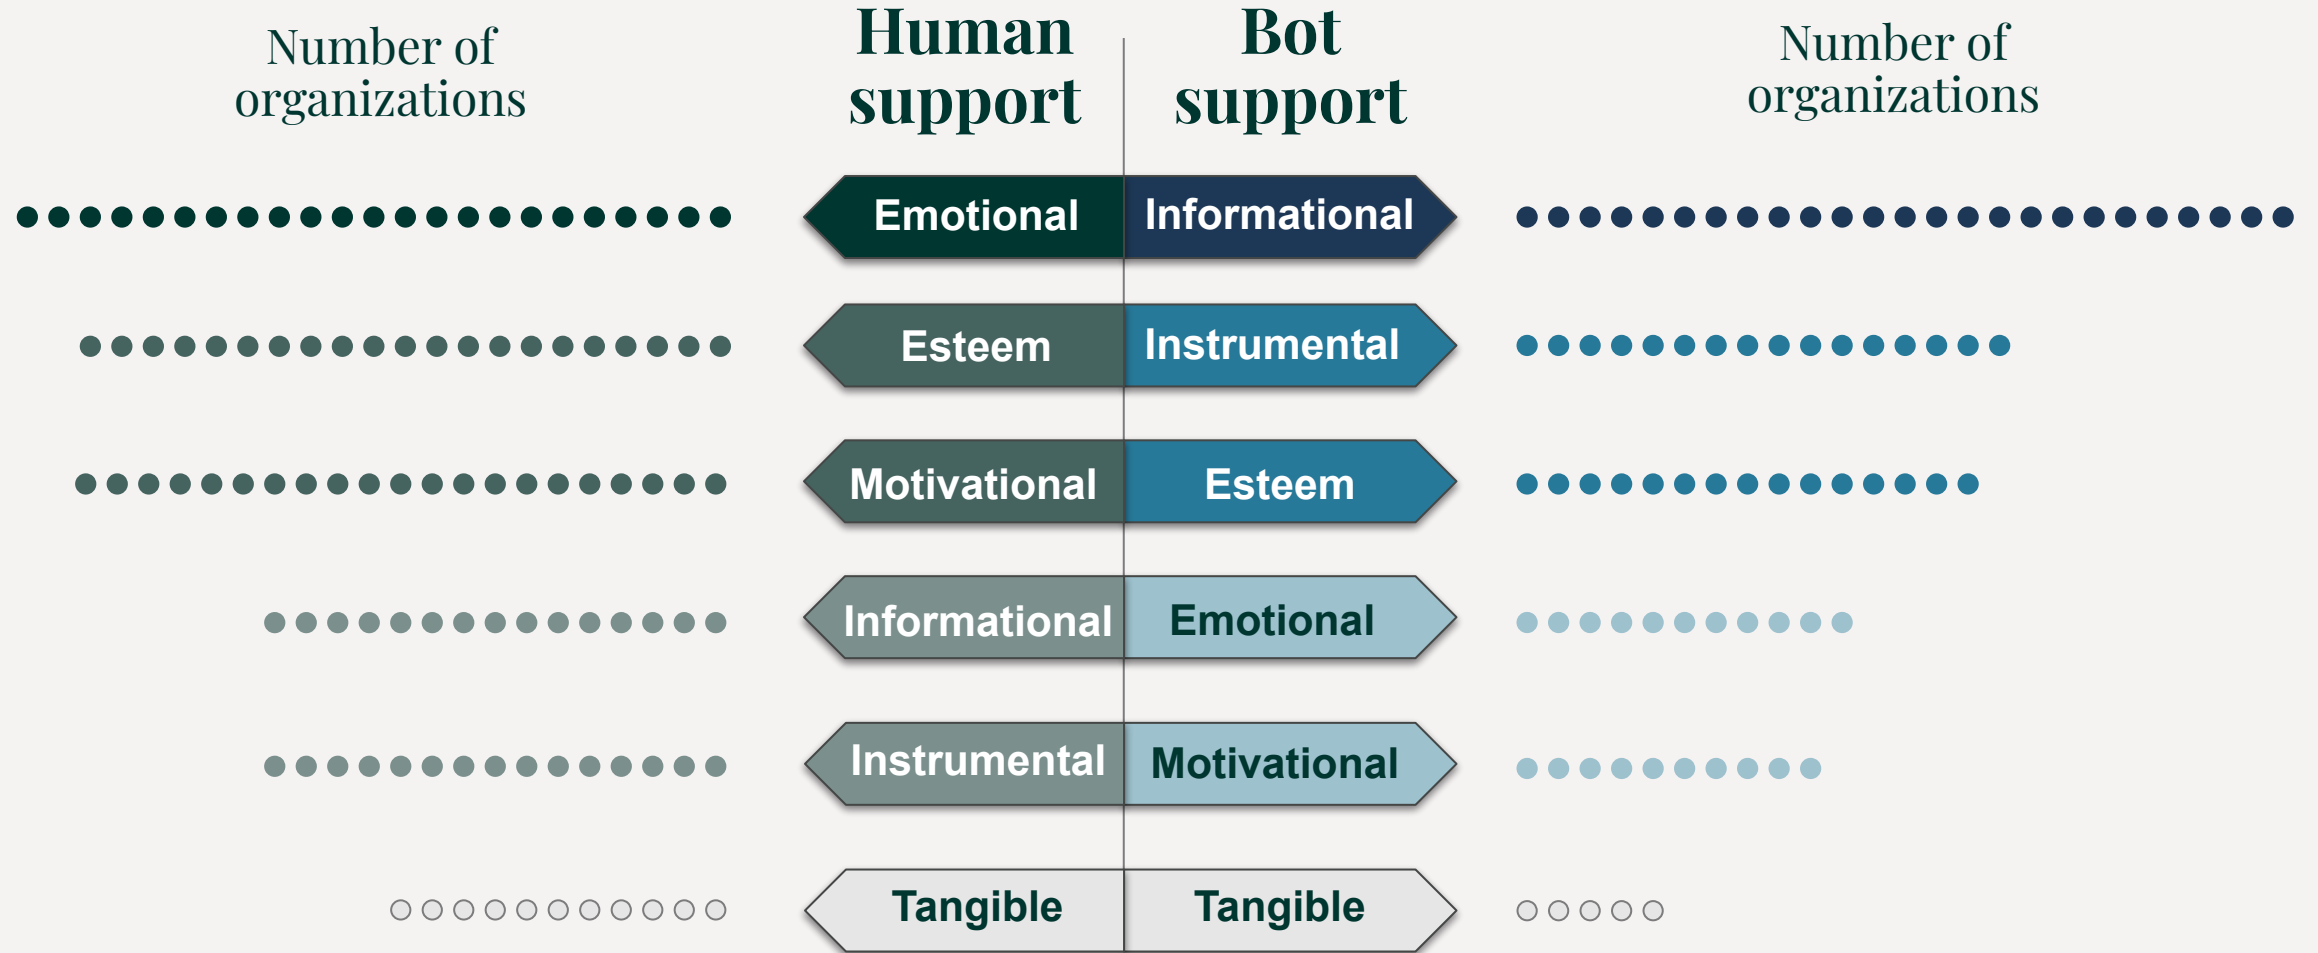 Number of
organizations
Human
support
Bot
support
Number of
organizations
Emotional
Informational
Esteem
Instrumental
Motivational
Esteem
Informational
Emotional
Instrumental
Motivational
Tangible
Tangible